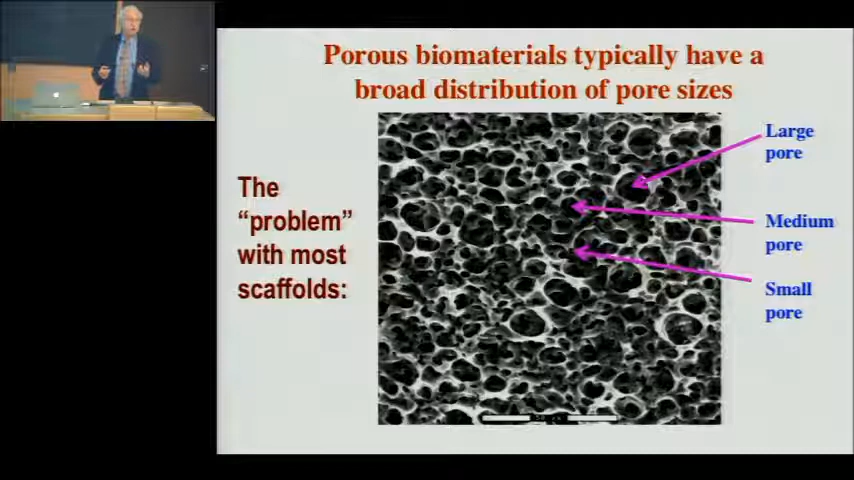 Porous biomaterials typically have a
broad distribution of pore sizes
The
“problem”
with most
scaffolds:
Large
pore
Medium
pore
Small
pore